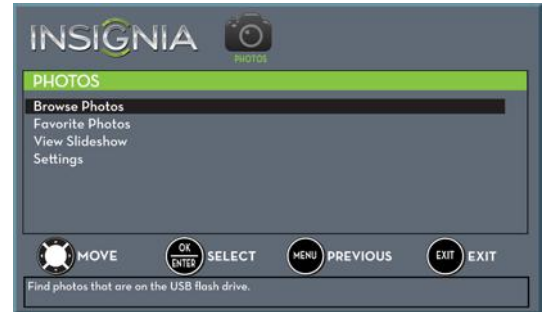 INSIGNIA
PHOTOS
PHOTOS
Browse Photos
Favorite Photos
View Slideshow
Settings
MOVE
OK
ENTER
SELECT
MENU
PREVIOUS
EXIT
EXIT
Find photos that are on the USB flash drive.